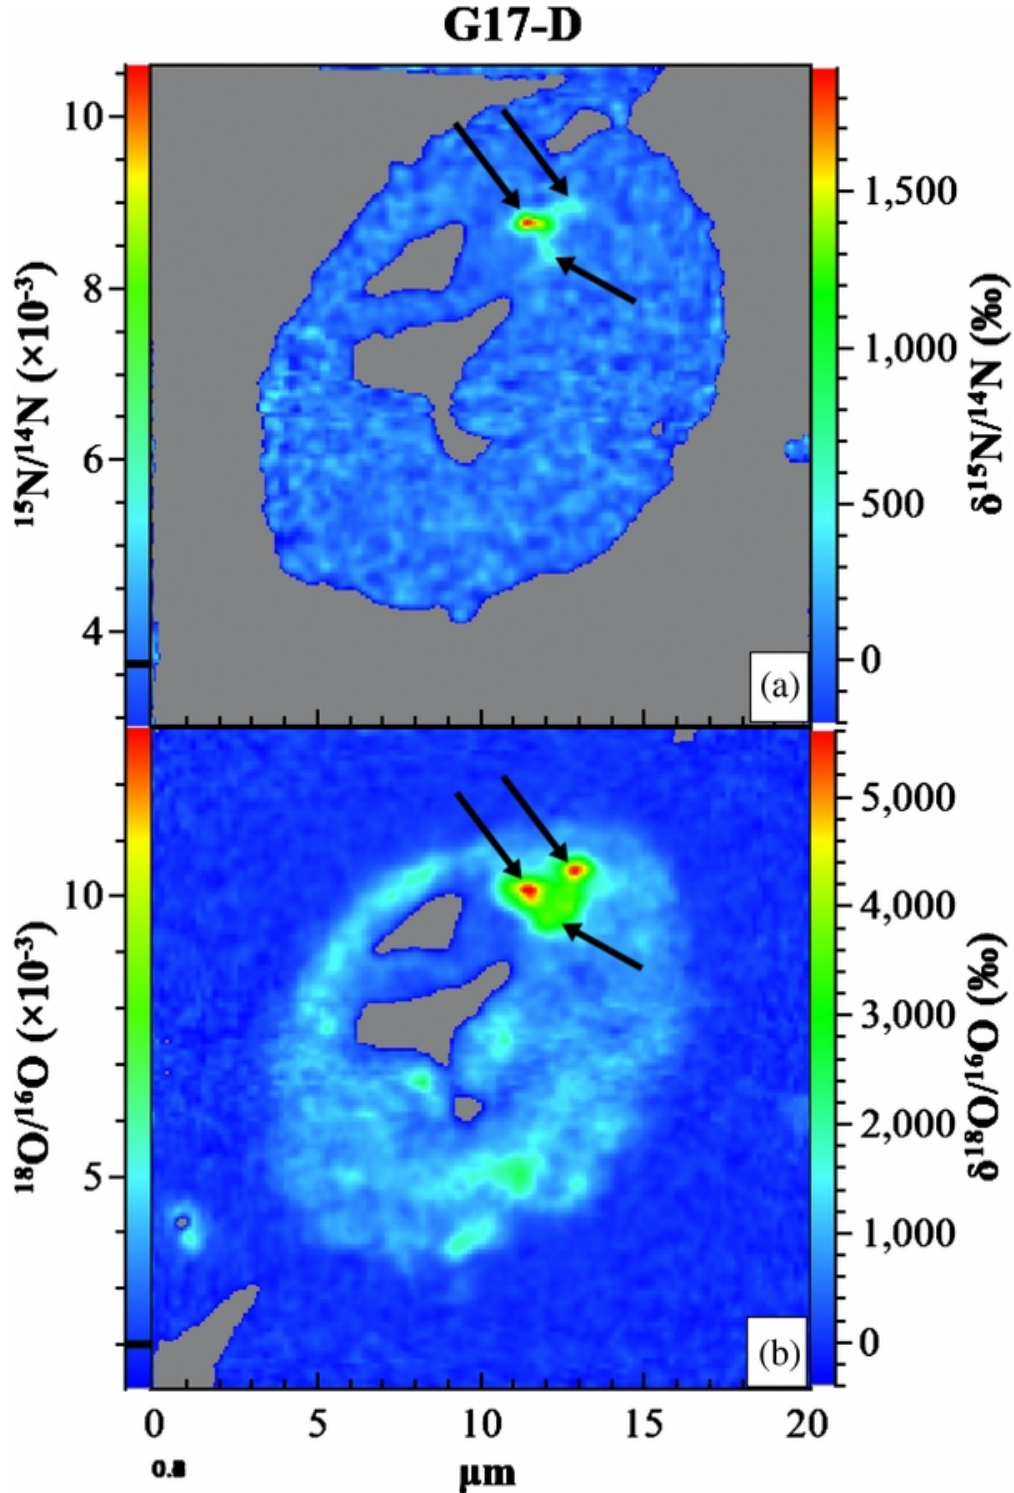 G17-D
10
8
6
4
¹⁵N/¹⁴N (×10⁻³)
1,500
1,000
500
0
δ¹⁵N/¹⁴N (‰)
(a)
10
5
¹⁸O/¹⁶O (×10⁻³)
5,000
4,000
3,000
2,000
1,000
0
δ¹⁸O/¹⁶O (‰)
(b)
0 5 10 15 20
μm